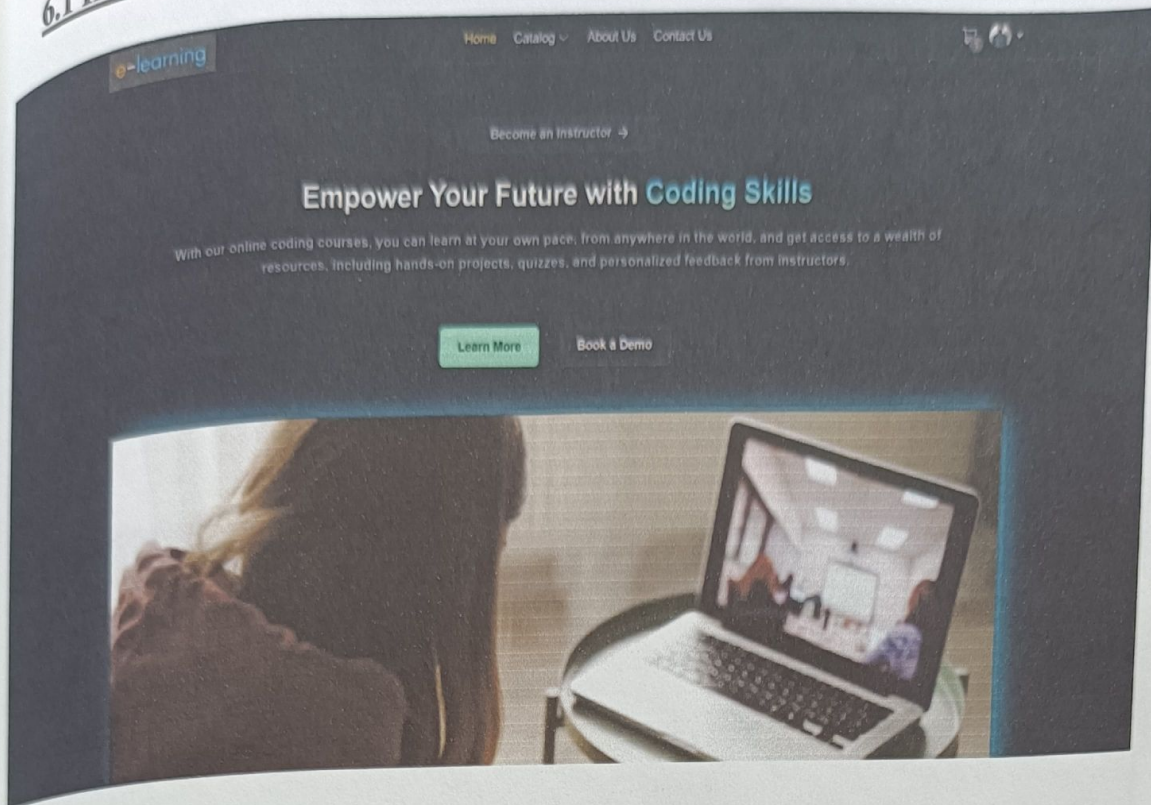 6.1
e-learning
Home Catalog About Us Contact Us
Become an Instructor →
Empower Your Future with Coding Skills
With our online coding courses, you can learn at your own pace, from anywhere in the world, and get access to a wealth of
resources, including hands-on projects, quizzes, and personalized feedback from instructors.
Learn More Book a Demo